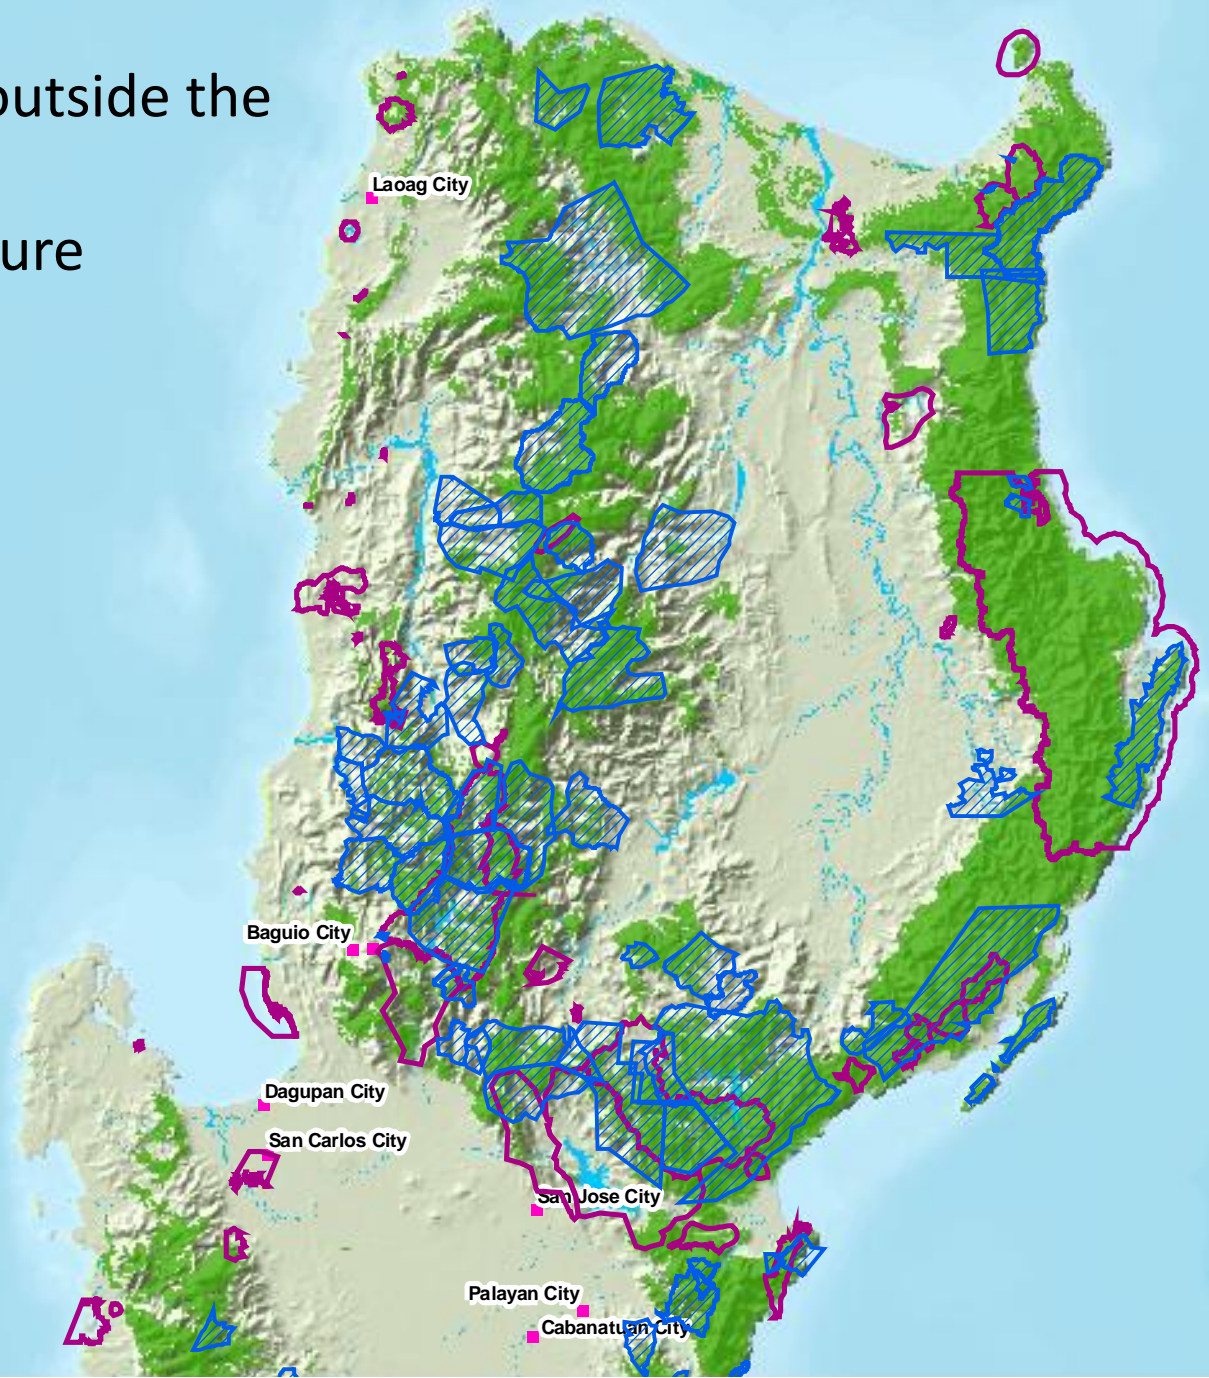 outside the
Laoag City
ure
Baguio City
Dagupan City
San Carlos City
San Jose City
Palayan City
Cabanatuan City